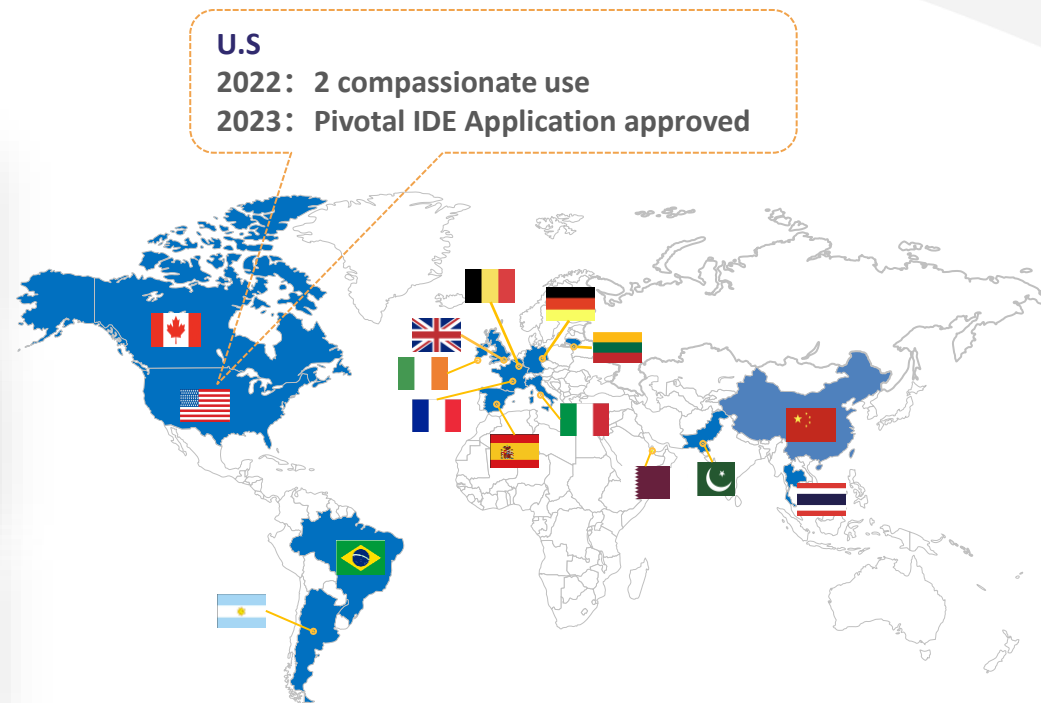 U.S
2022： 2 compassionate use
2023： Pivotal IDE Application approved